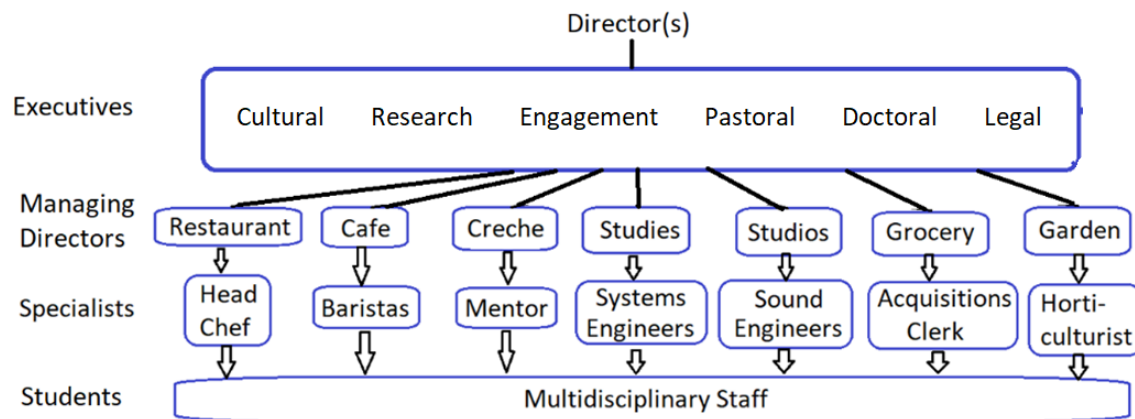 Director(s)
Executives
Cultural Research Engagement Pastoral Doctoral Legal
Managing
Directors
Restaurant Cafe Creche Studies Studios Grocery Garden
Specialists
Head
Chef
Baristas
Mentor
Systems
Engineers
Sound
Engineers
Acquisitions
Clerk
Horti-
culturist
Students
Multidisciplinary Staff